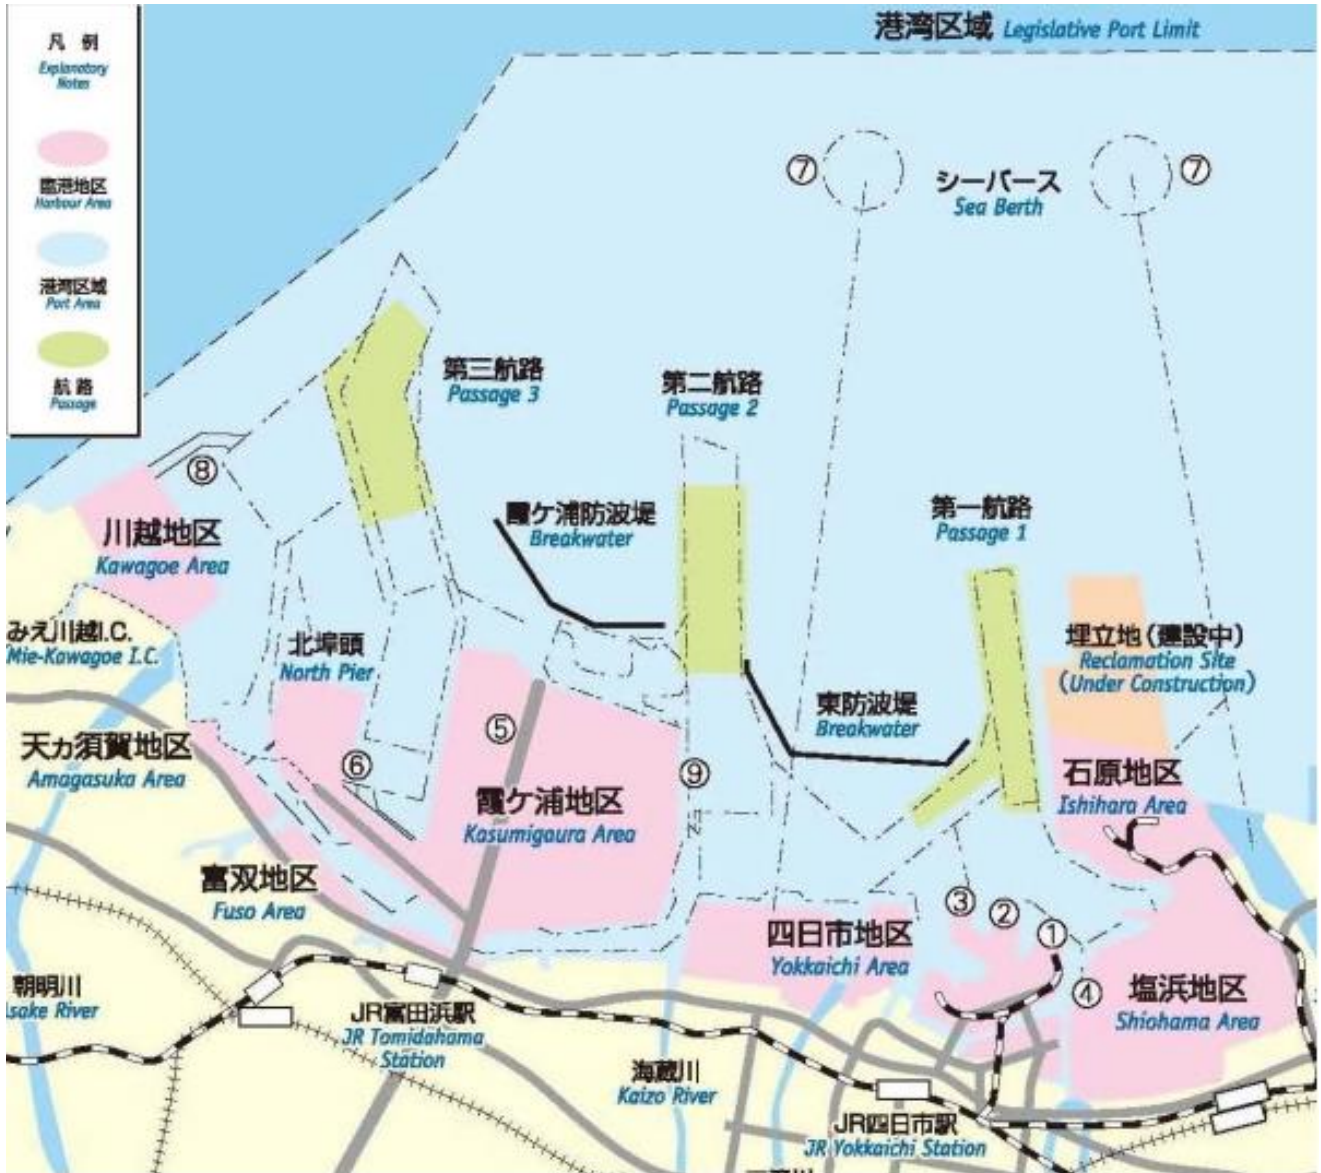 港湾区域 Legislative Port Limit
凡 例
Explanatory
Notes
臨港地区
Harbour Area
港湾区域
Port Area
航路
Passage
⑦
シーバース
Sea Berth
⑦
第三航路
Passage 3
第二航路
Passage 2
第一航路
Passage 1
⑧
霞ケ浦防波堤
Breakwater
川越地区
Kawagoe Area
みえ川越I.C.
Mie-Kawagoe I.C.
北埠頭
North Pier
埋立地(建設中)
Reclamation Site
(Under Construction)
東防波堤
Breakwater
⑤
⑥
⑨
天カ須賀地区
Amagasuka Area
霞ケ浦地区
Kasumigaura Area
石原地区
Ishihara Area
富双地区
Fuso Area
③
②
①
四日市地区
Yokkaichi Area
④
塩浜地区
Shiohama Area
朝明川
Asake River
JR富田浜駅
JR Tomidahama
Station
海蔵川
Kaizo River
JR四日市駅
JR Yokkaichi Station